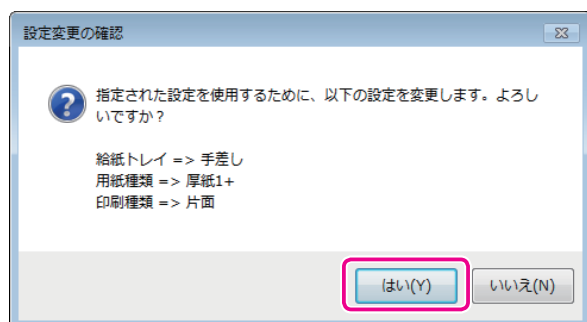 設定変更の確認
指定された設定を使用するために、以下の設定を変更します。よろし
いですか？
給紙トレイ => 手差し
用紙種類 => 厚紙1+
印刷種類 => 片面
はい(Y)
いいえ(N)